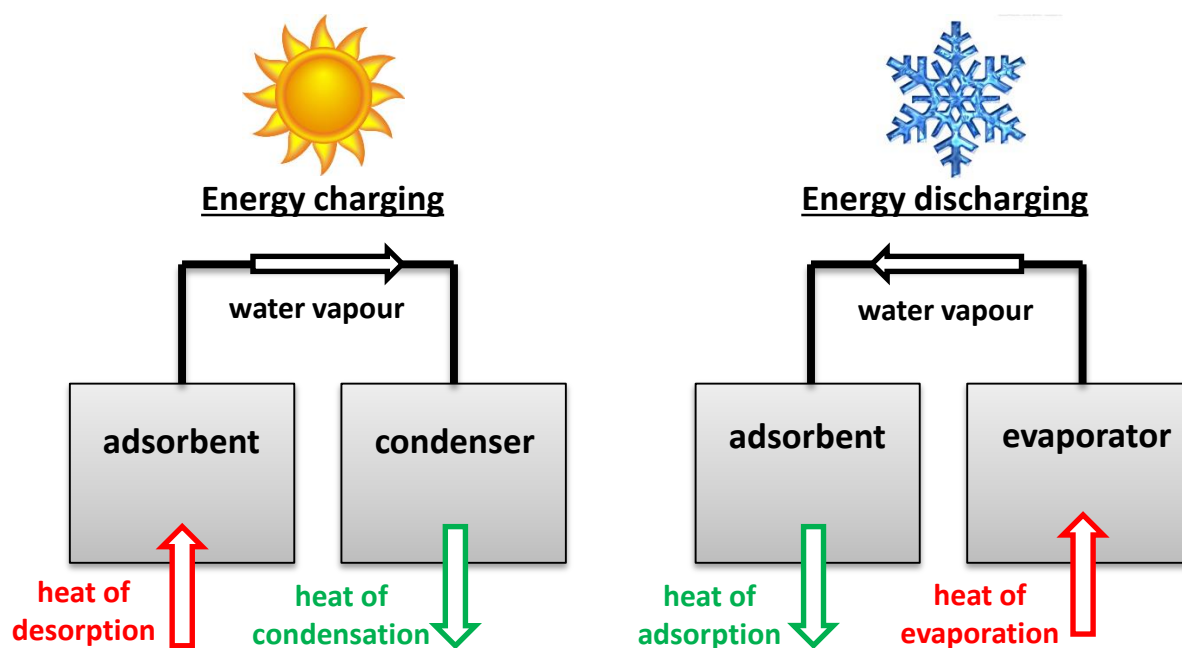 Energy charging
Energy discharging
water vapour
water vapour
adsorbent
condenser
adsorbent
evaporator
heat of
desorption
heat of
condensation
heat of
adsorption
heat of
evaporation